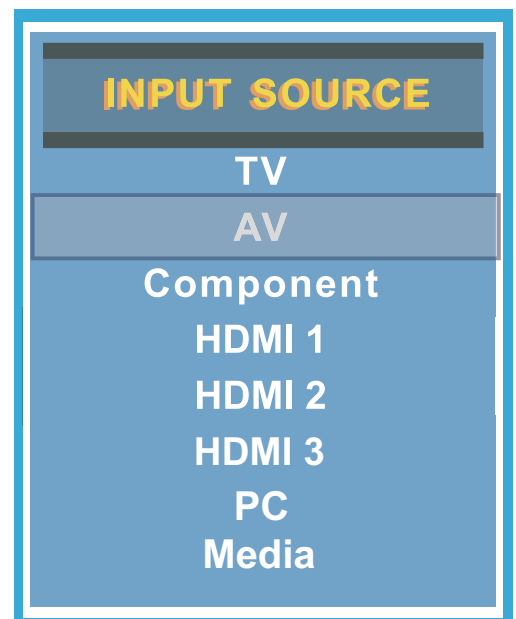 INPUT SOURCE
TV
AV
Component
HDMI 1
HDMI 2
HDMI 3
PC
Media